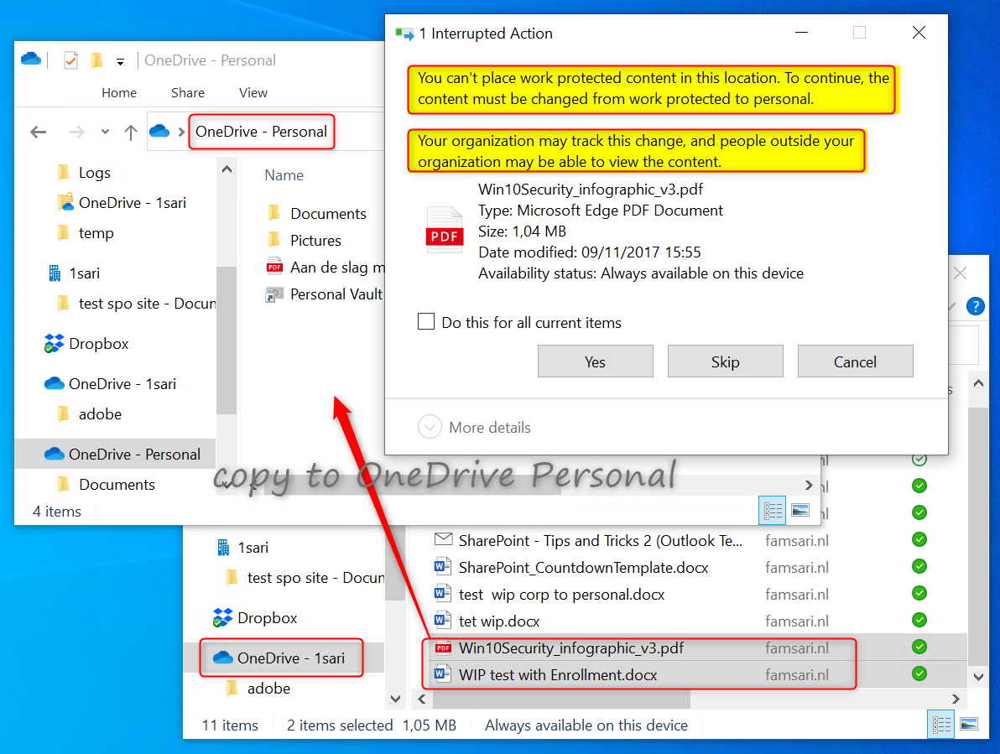 OneDrive - Personal
Home Share View
OneDrive - Personal
Logs
OneDrive - 1sari
temp
1sari
test spo site - Docun
Dropbox
OneDrive - 1sari
adobe
OneDrive - Personal
Documents
4 items
Name
Documents
Pictures
PDF Aan de slag m
Personal Vault
1 Interrupted Action
You can't place work protected content in this location. To continue, the
content must be changed from work protected to personal.
Your organization may track this change, and people outside your
organization may be able to view the content.
PDF
Win10Security_infographic_v3.pdf
Type: Microsoft Edge PDF Document
Size: 1,04 MB
Date modified: 09/11/2017 15:55
Availability status: Always available on this device
Do this for all current items
Yes Skip Cancel
More details
?
copy to OneDrive Personal
1sari
test spo site - Docun
Dropbox
OneDrive - 1sari
adobe
SharePoint - Tips and Tricks 2 (Outlook Te... famsari.nl
W SharePoint_CountdownTemplate.docx famsari.nl
W test wip corp to personal.docx famsari.nl
W tet wip.docx famsari.nl
PDF Win10Security_infographic_v3.pdf famsari.nl
W WIP test with Enrollment.docx famsari.nl
11 items 2 items selected 1,05 MB Always available on this device